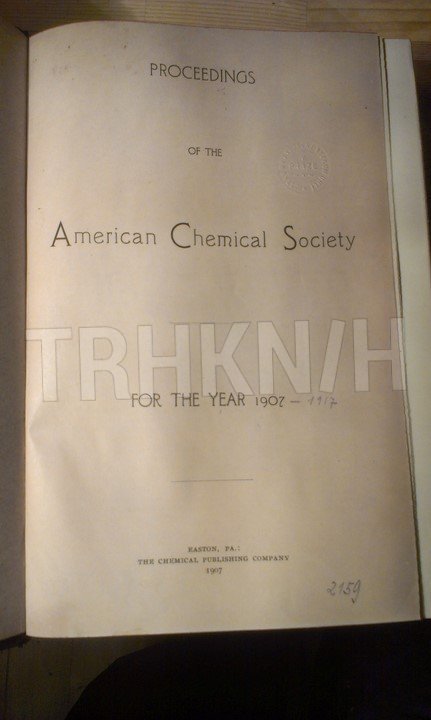 PROCEEDINGS
OF THE
American Chemical Society
TRHKNIH
FOR THE YEAR 1907 – 1917
EASTON, PA.:
THE CHEMICAL PUBLISHING COMPANY
1907
2159